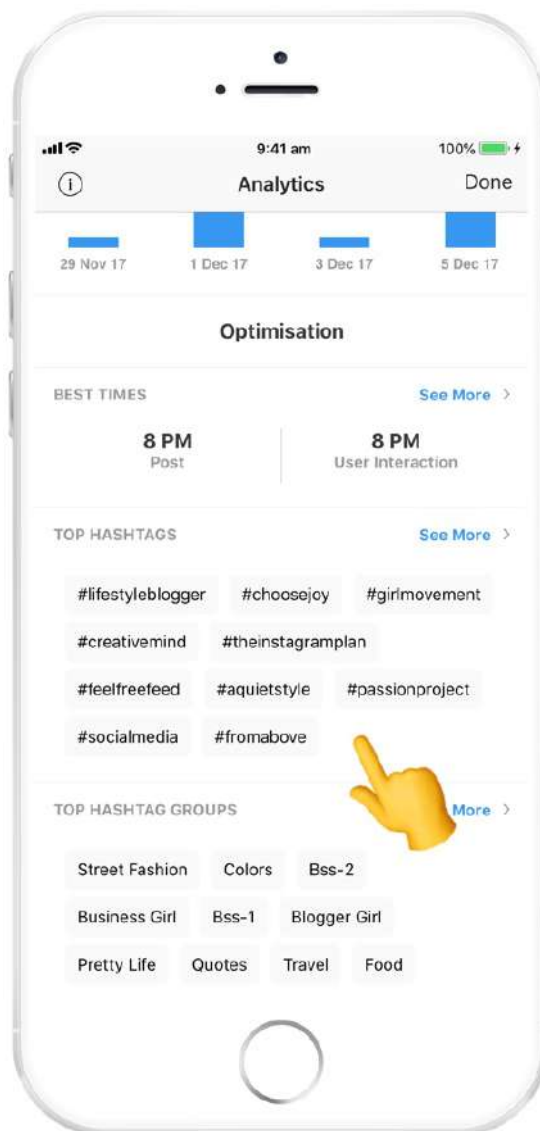 9:41 am 100%
Analytics Done
29 Nov 17 1 Dec 17 3 Dec 17 5 Dec 17
Optimisation
BEST TIMES See More >
8 PM 8 PM
Post User Interaction
TOP HASHTAGS See More >
#lifestyleblogger #choosejoy #girlmovement
#creativemind #theinstagramplan
#feelfreefeed #aquietstyle #passionproject
#socialmedia #fromabove
TOP HASHTAG GROUPS More >
Street Fashion Colors Bss-2
Business Girl Bss-1 Blogger Girl
Pretty Life Quotes Travel Food